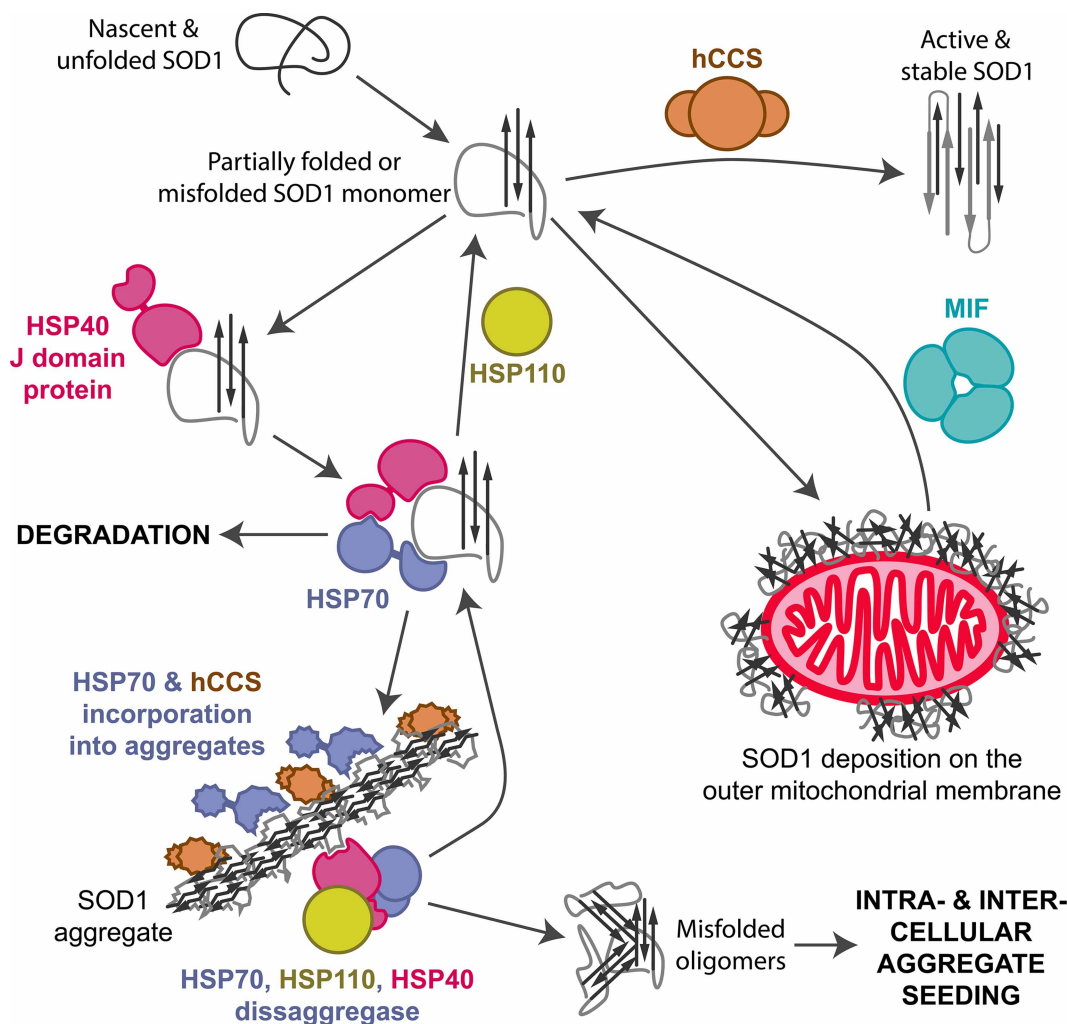 Nascent &
unfolded SOD1
hCCS
Active &
stable SOD1
Partially folded or
misfolded SOD1 monomer
HSP40
J domain
protein
HSP110
MIF
DEGRADATION
HSP70
HSP70 & hCCS
incorporation
into aggregates
SOD1 deposition on the
outer mitochondrial membrane
SOD1
aggregate
HSP70, HSP110, HSP40
dissaggregase
Misfolded
oligomers
INTRA- & INTER-
CELLULAR
AGGREGATE
SEEDING